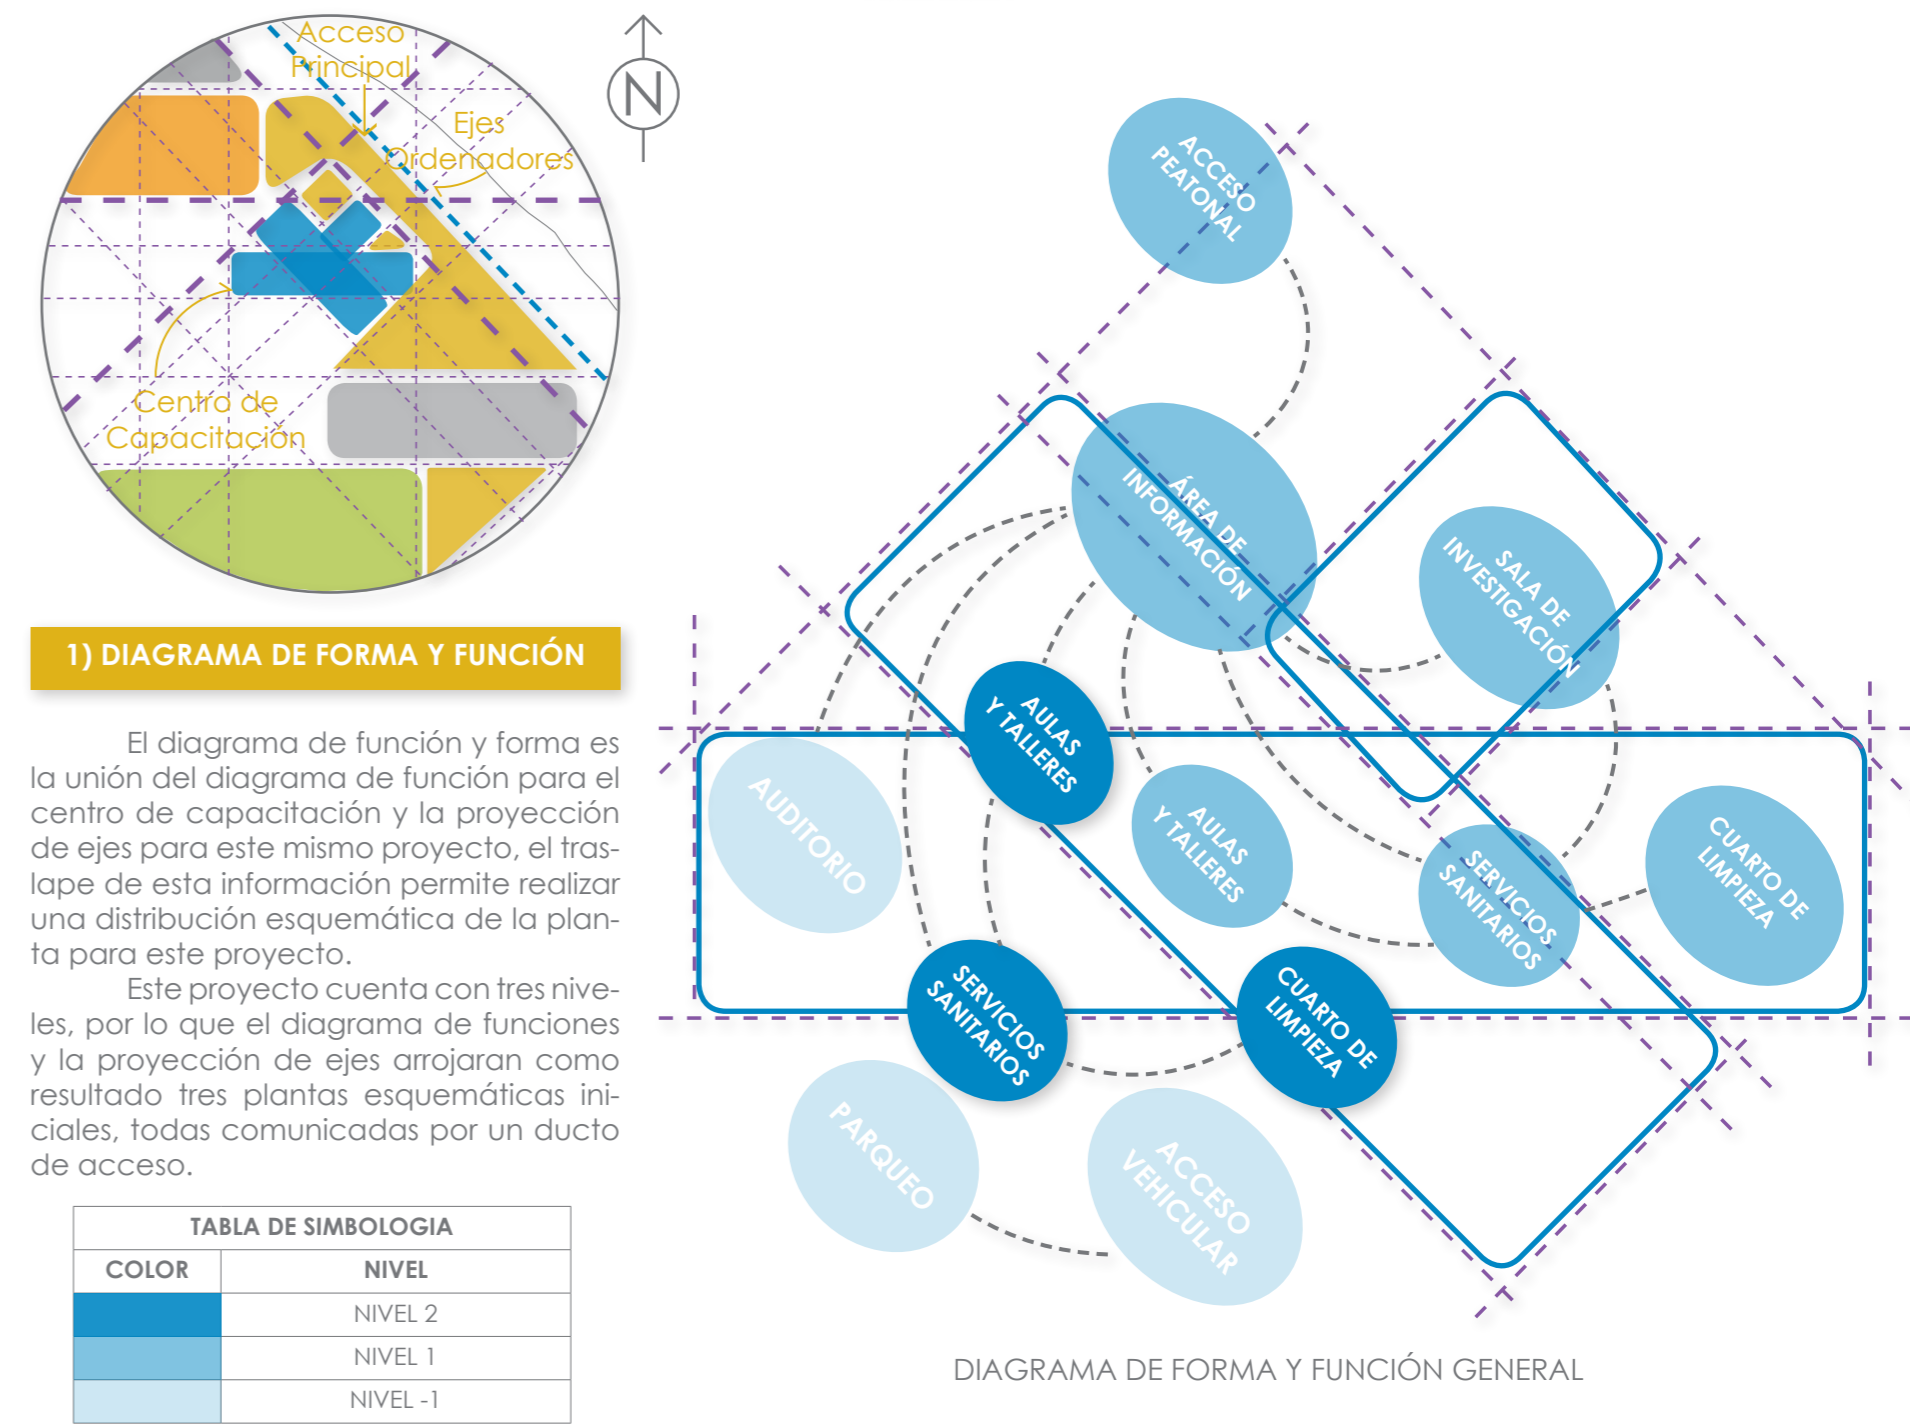 Acceso
Principal
N
Ejes
Ordenadores
Centro de
Capacitación
1) DIAGRAMA DE FORMA Y FUNCIÓN
El diagrama de función y forma es
la unión del diagrama de función para el
centro de capacitación y la proyección
de ejes para este mismo proyecto, el tras-
lape de esta información permite realizar
una distribución esquemática de la plan-
ta para este proyecto.
Este proyecto cuenta con tres nive-
les, por lo que el diagrama de funciones
y la proyección de ejes arrojaran como
resultado tres plantas esquemáticas ini-
ciales, todas comunicadas por un ducto
de acceso.
TABLA DE SIMBOLOGIA
COLOR NIVEL
NIVEL 2
NIVEL 1
NIVEL -1
ACCESO
PEATONAL
ÁREA DE
INFORMACIÓN
SALA DE
INVESTIGACIÓN
AULAS
Y TALLERES
AUDITORIO
AULAS
Y TALLERES
SERVICIOS
SANITARIOS
CUARTO DE
LIMPIEZA
SERVICIOS
SANITARIOS
CUARTO DE
LIMPIEZA
PARQUEO
ACCESO
VEHICULAR
DIAGRAMA DE FORMA Y FUNCIÓN GENERAL